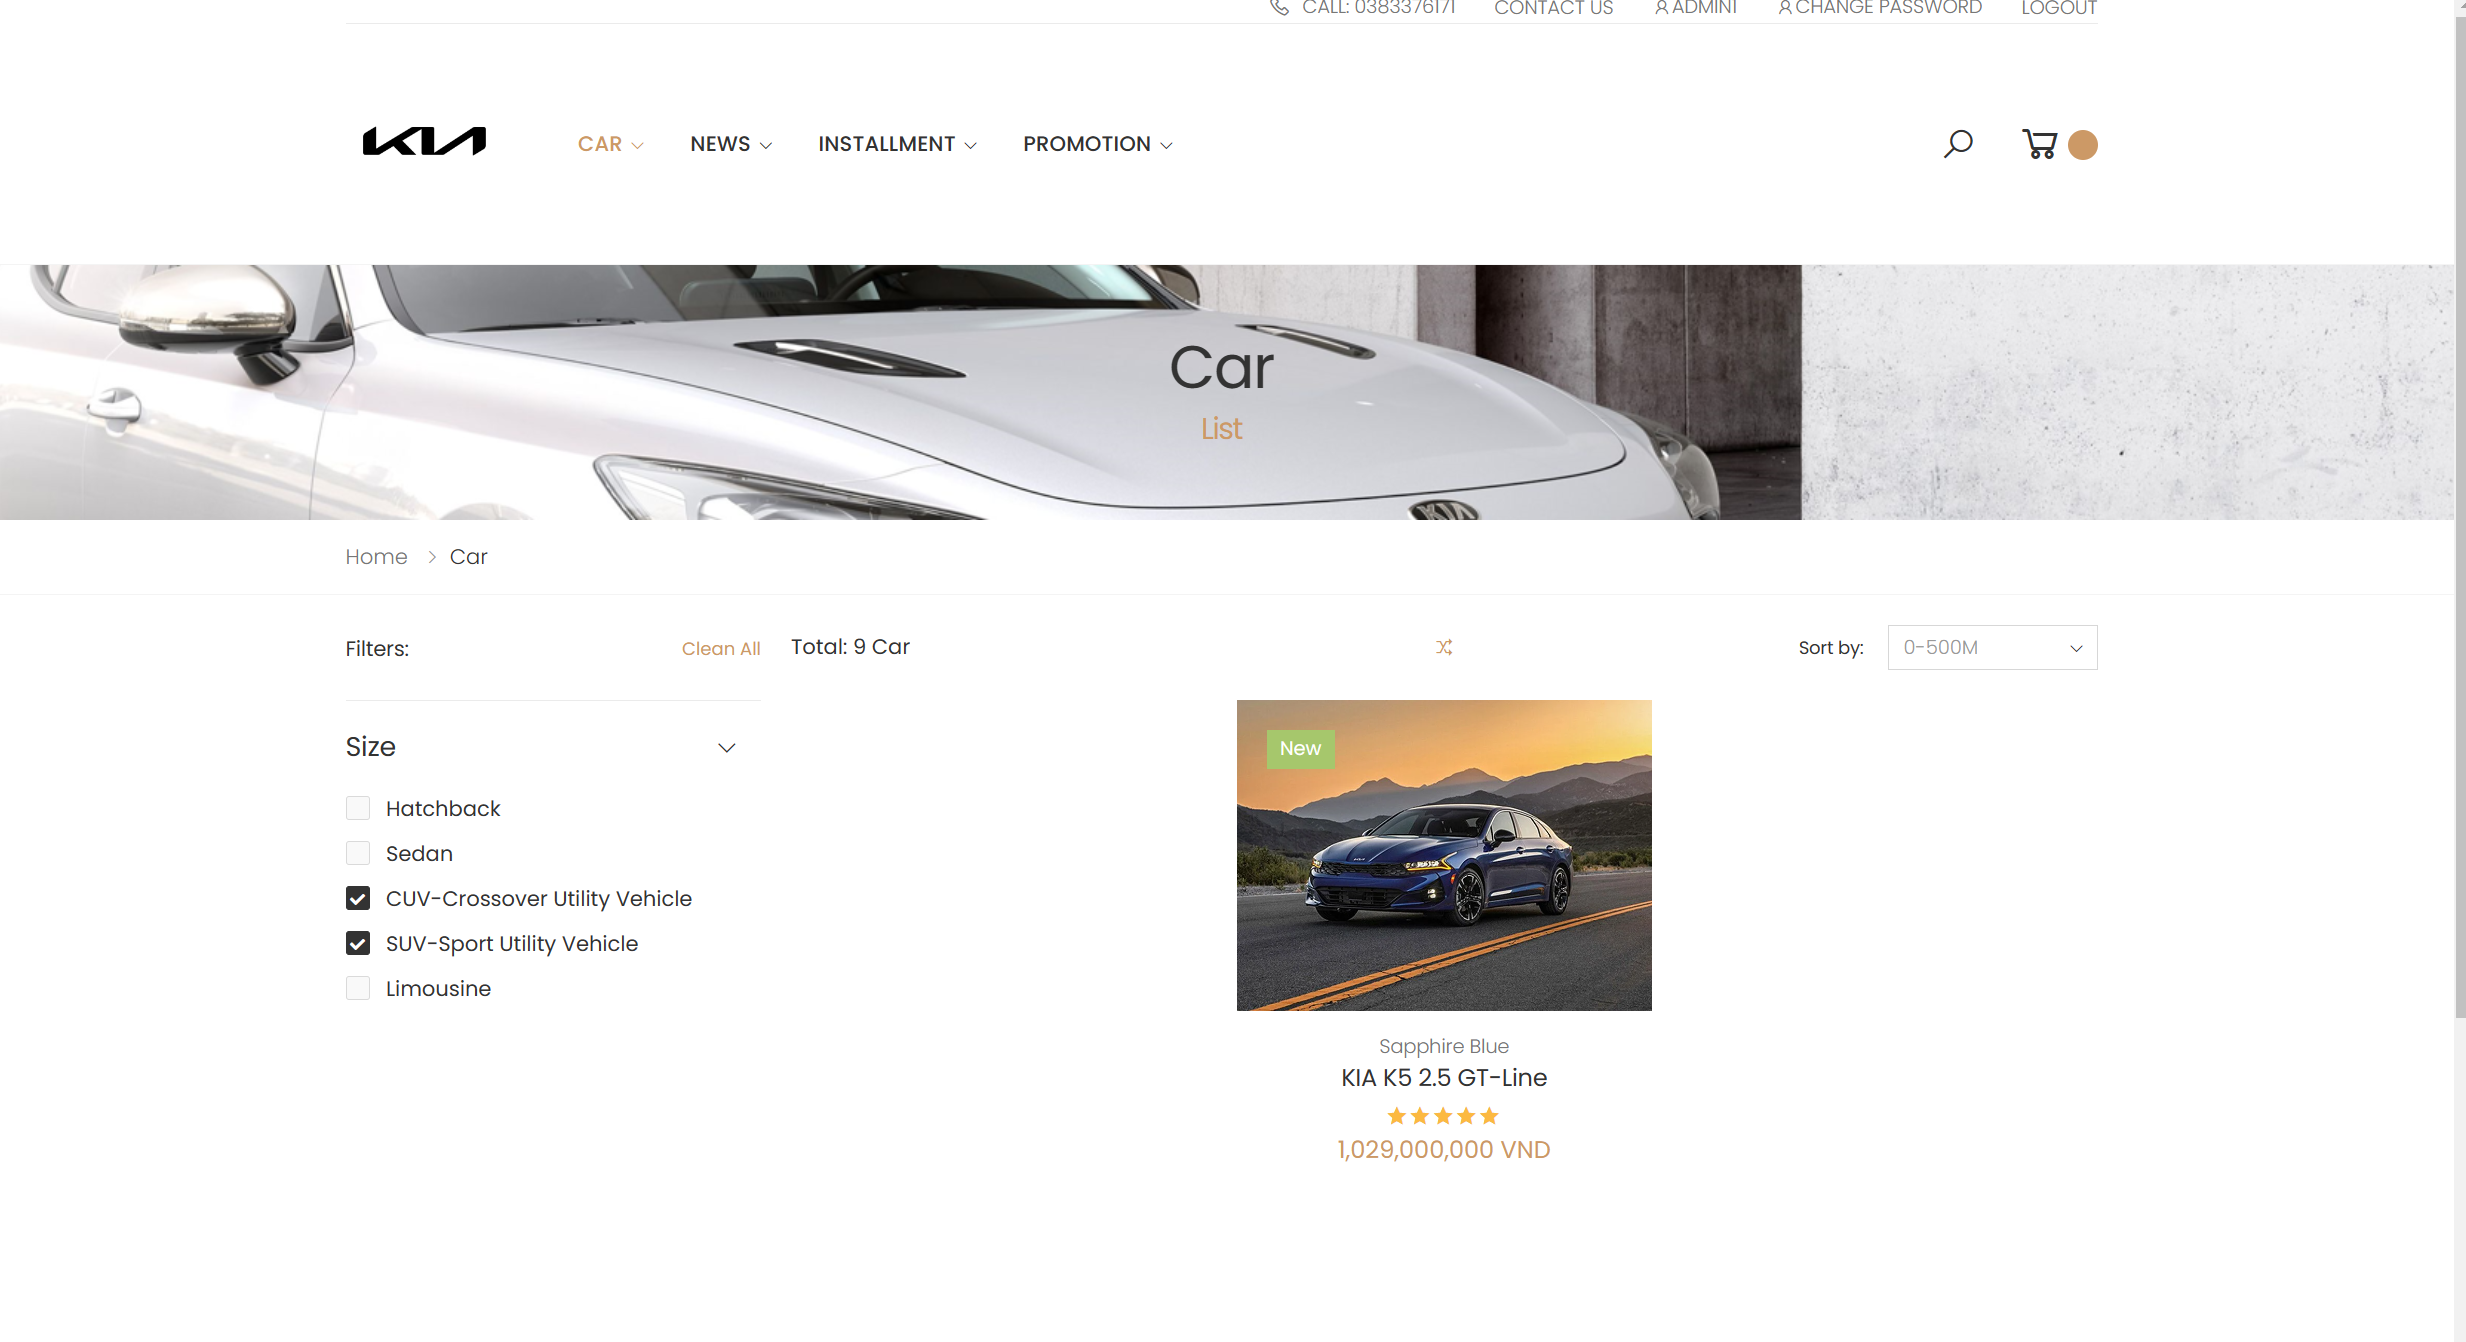 CALL: 0383376171 CONTACT US ADMIN1 CHANGE PASSWORD LOGOUT
KIA CAR NEWS INSTALLMENT PROMOTION
Car
List
KIA
Home > Car
Filters: Clean All Total: 9 Car Sort by: 0-500M
Size
New
Hatchback
Sedan
CUV-Crossover Utility Vehicle
SUV-Sport Utility Vehicle
Limousine
Sapphire Blue
KIA K5 2.5 GT-Line
1,029,000,000 VND